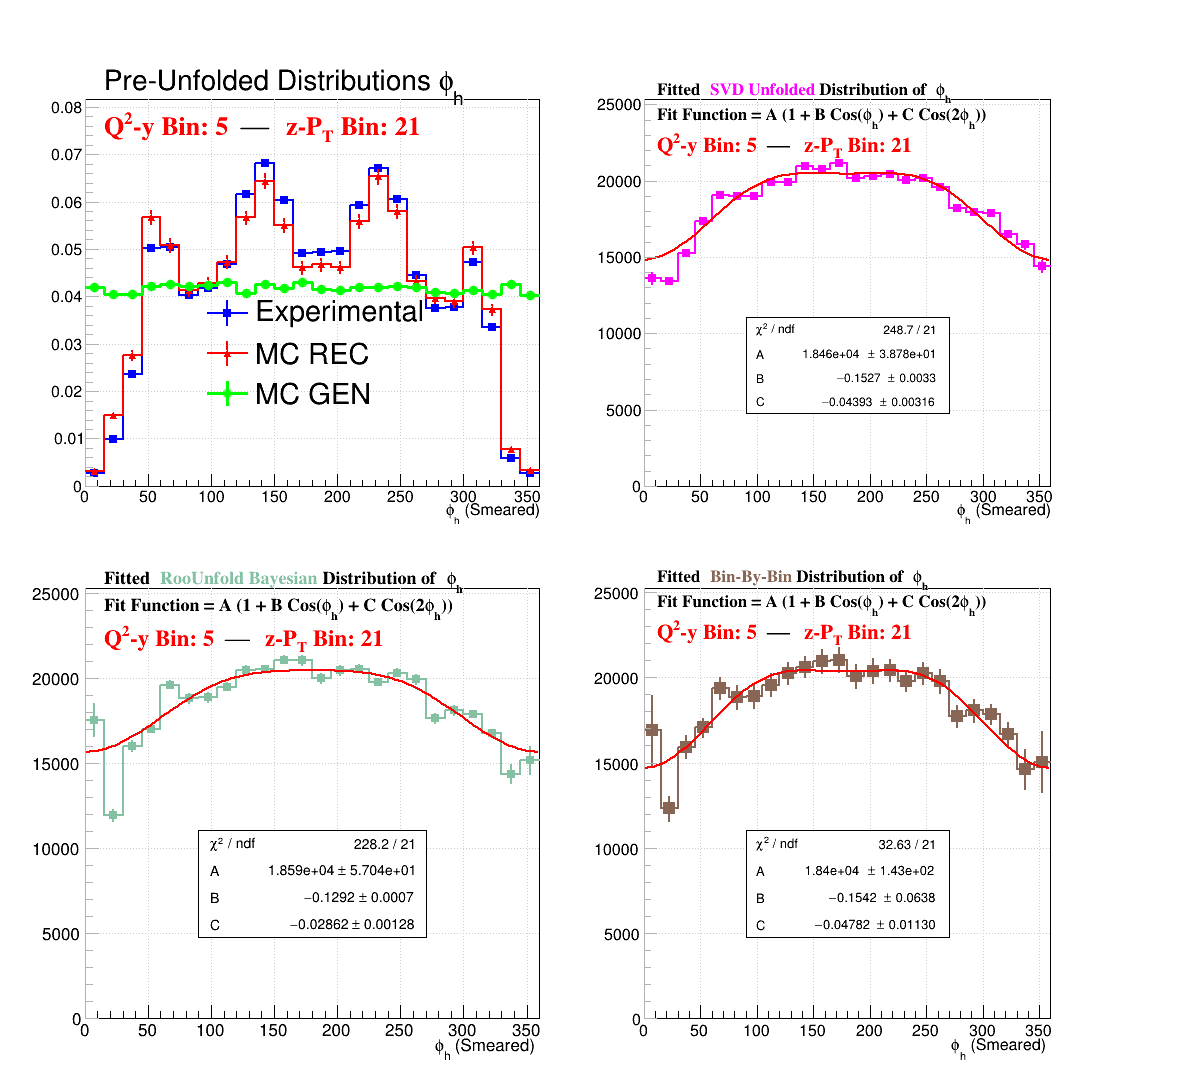 Pre-Unfolded Distributions ϕh
Q²-y Bin: 5 — z-PT Bin: 21
0.08
0.07
0.06
0.05
0.04
0.03
0.02
0.01
0
Experimental
MC REC
MC GEN
0 50 100 150 200 250 300 350
ϕh (Smeared)
Fitted SVD Unfolded Distribution of ϕh
Fit Function = A (1 + B Cos(ϕh) + C Cos(2ϕh))
Q²-y Bin: 5 — z-PT Bin: 21
25000
20000
15000
10000
5000
0
χ² / ndf 248.7 / 21
A 1.846e+04 ± 3.878e+01
B −0.1527 ± 0.0033
C −0.04393 ± 0.00316
0 50 100 150 200 250 300 350
ϕh (Smeared)
Fitted RooUnfold Bayesian Distribution of ϕh
Fit Function = A (1 + B Cos(ϕh) + C Cos(2ϕh))
Q²-y Bin: 5 — z-PT Bin: 21
25000
20000
15000
10000
5000
0
χ² / ndf 228.2 / 21
A 1.859e+04 ± 5.704e+01
B −0.1292 ± 0.0007
C −0.02862 ± 0.00128
0 50 100 150 200 250 300 350
ϕh (Smeared)
Fitted Bin-By-Bin Distribution of ϕh
Fit Function = A (1 + B Cos(ϕh) + C Cos(2ϕh))
Q²-y Bin: 5 — z-PT Bin: 21
25000
20000
15000
10000
5000
0
χ² / ndf 32.63 / 21
A 1.84e+04 ± 1.43e+02
B −0.1542 ± 0.0638
C −0.04782 ± 0.01130
0 50 100 150 200 250 300 350
ϕh (Smeared)